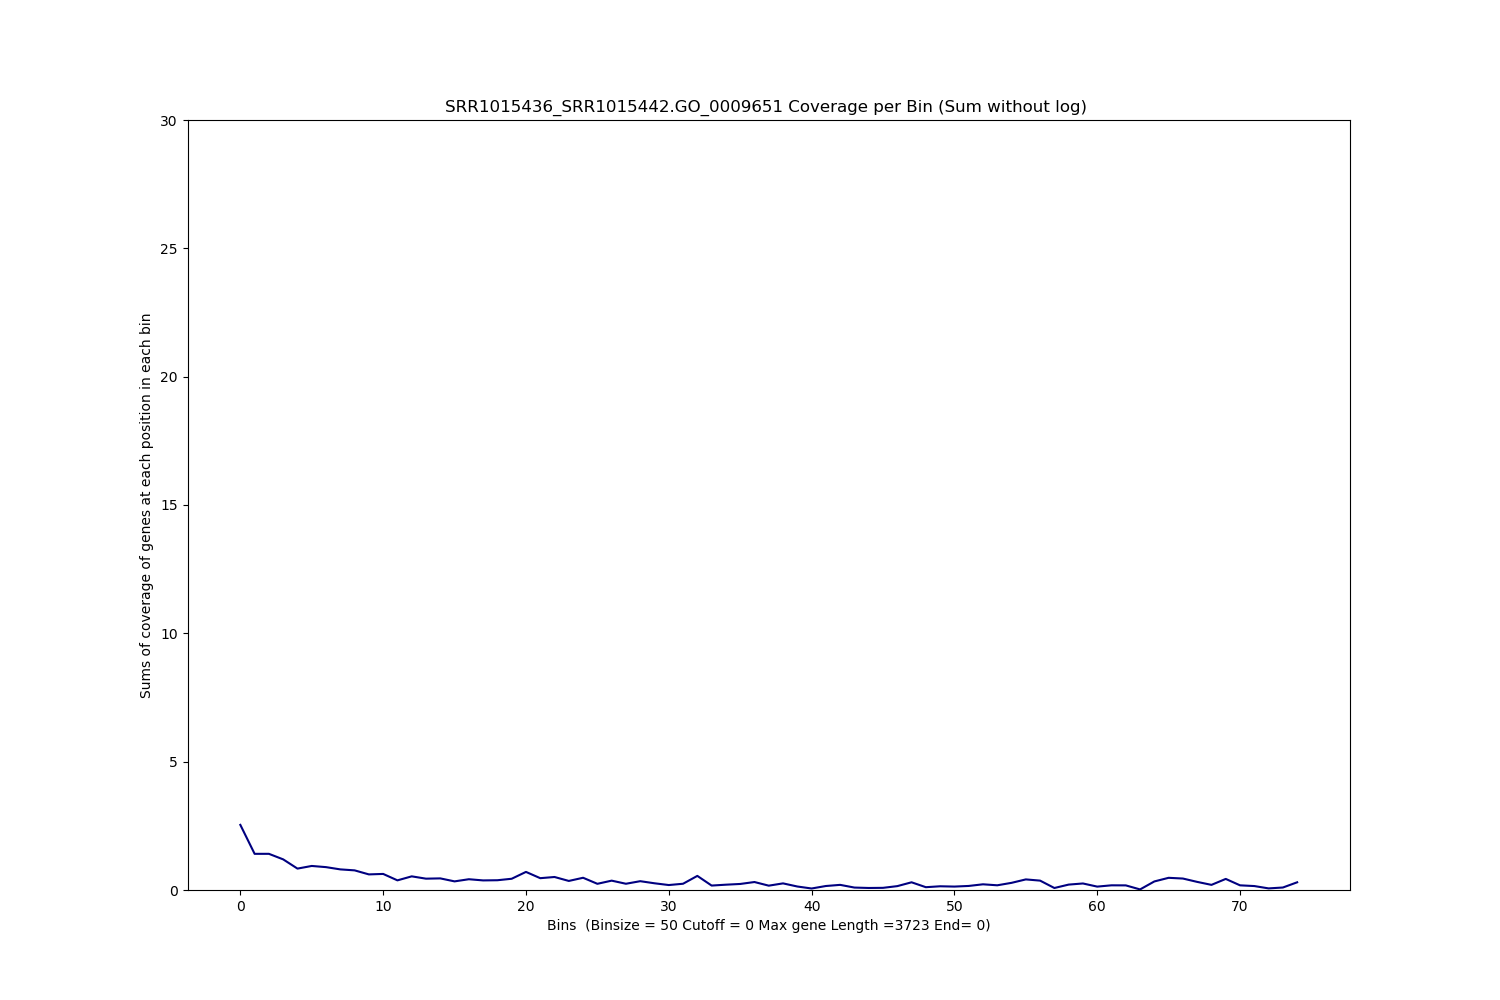 SRR1015436_SRR1015442.GO_0009651 Coverage per Bin (Sum without log)
Sums of coverage of genes at each position in each bin
30
25
20
15
10
5
0
0 10 20 30 40 50 60 70
Bins  (Binsize = 50 Cutoff = 0 Max gene Length =3723 End= 0)